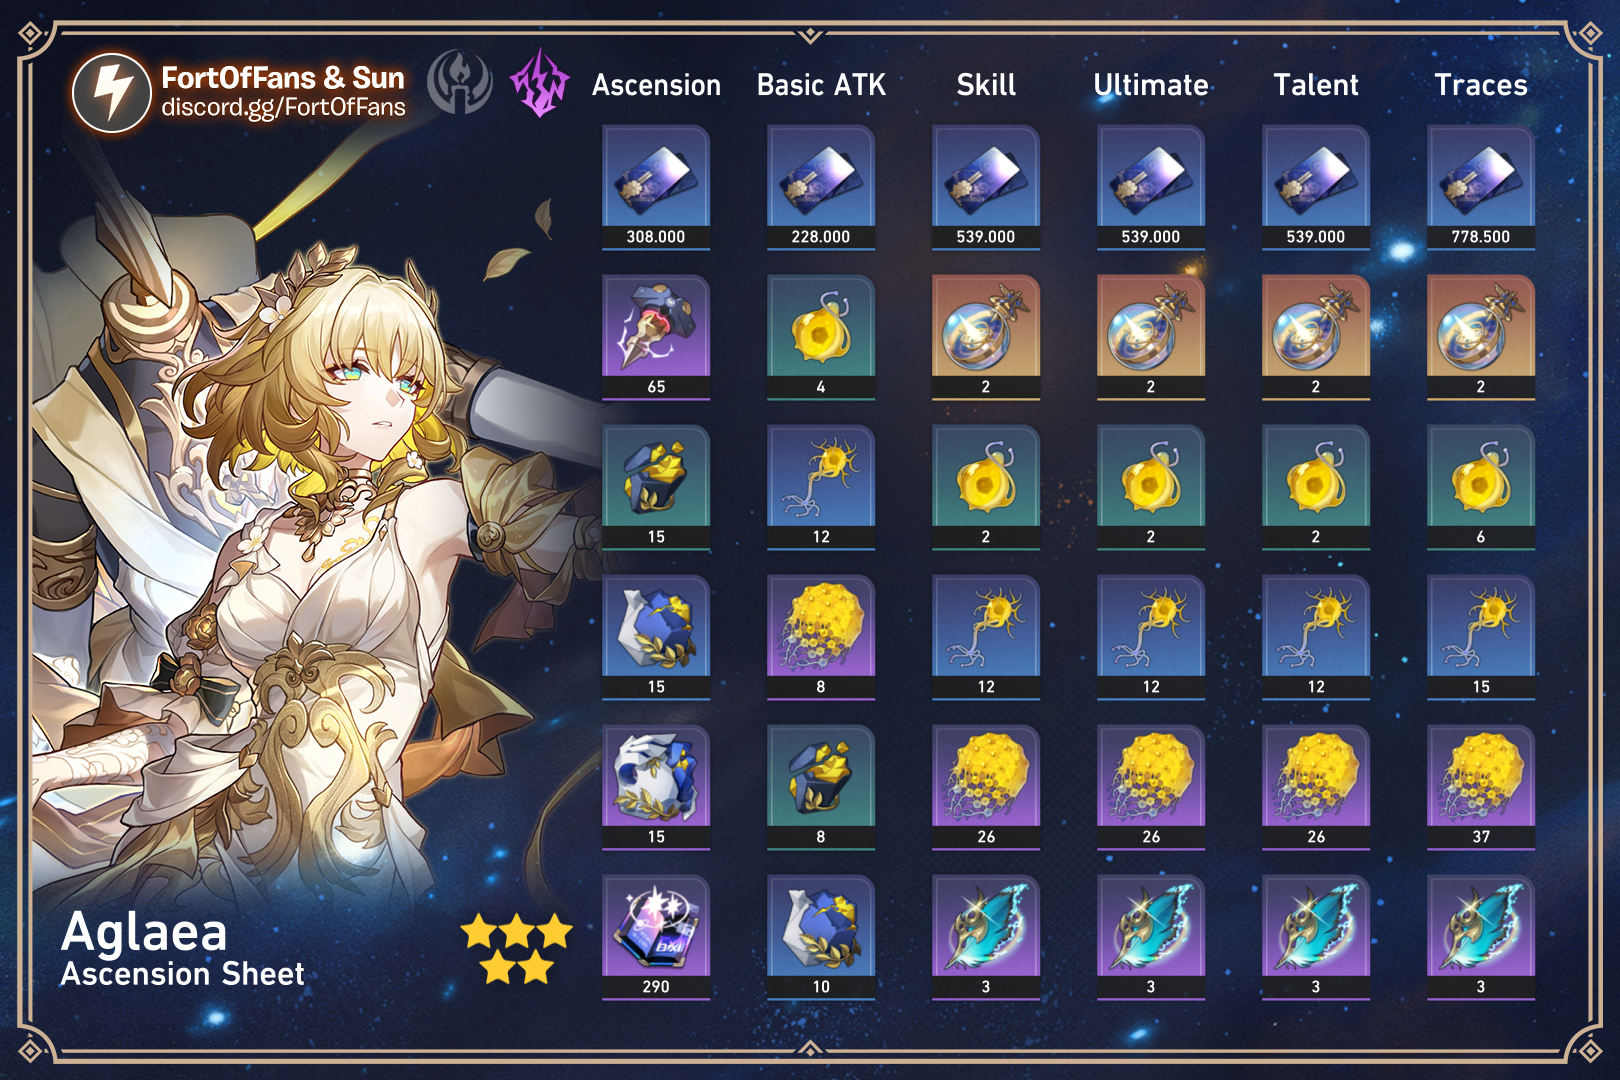 FortOfFans & Sun
discord.gg/FortOfFans
Ascension Basic ATK Skill Ultimate Talent Traces
308.000 228.000 539.000 539.000 539.000 778.500
65 4 2 2 2 2
15 12 2 2 2 6
15 8 12 12 12 15
15 8 26 26 26 37
290 10 3 3 3 3
Aglaea
Ascension Sheet